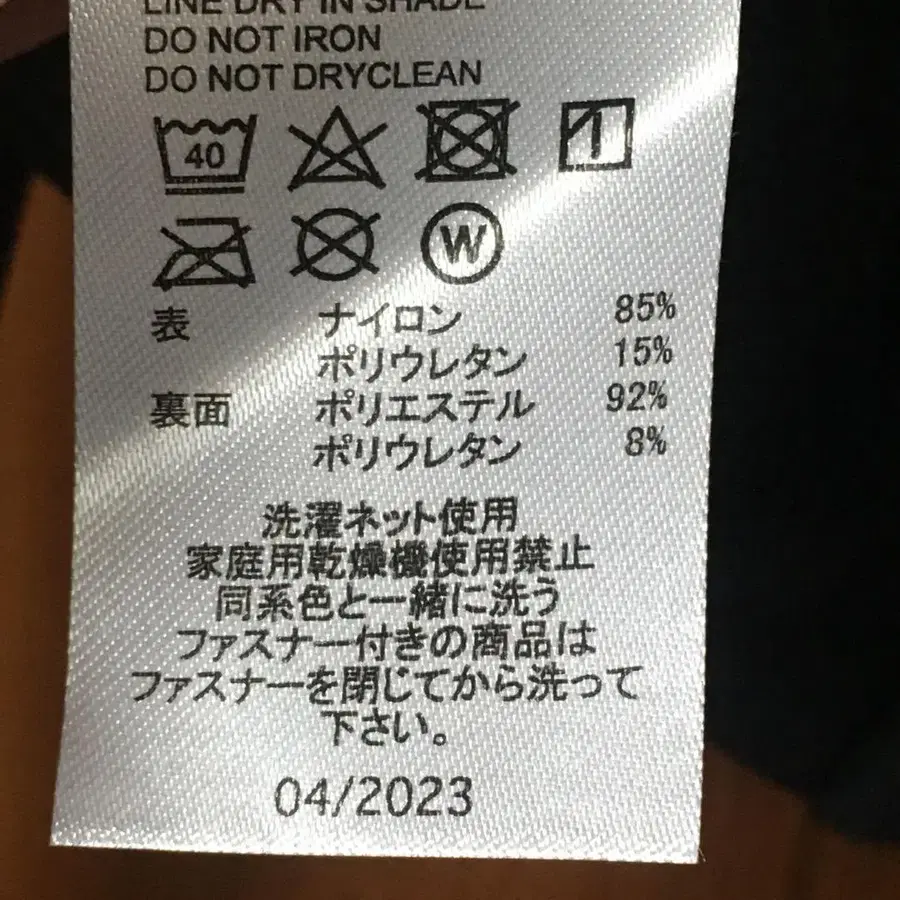 LINE DRY IN SHADE
DO NOT IRON
DO NOT DRYCLEAN
40
W
表 ナイロン 85%
ポリウレタン 15%
裏面 ポリエステル 92%
ポリウレタン 8%
洗濯ネット使用
家庭用乾燥機使用禁止
同系色と一緒に洗う
ファスナー付きの商品は
ファスナーを閉じてから洗って
下さい。
04/2023